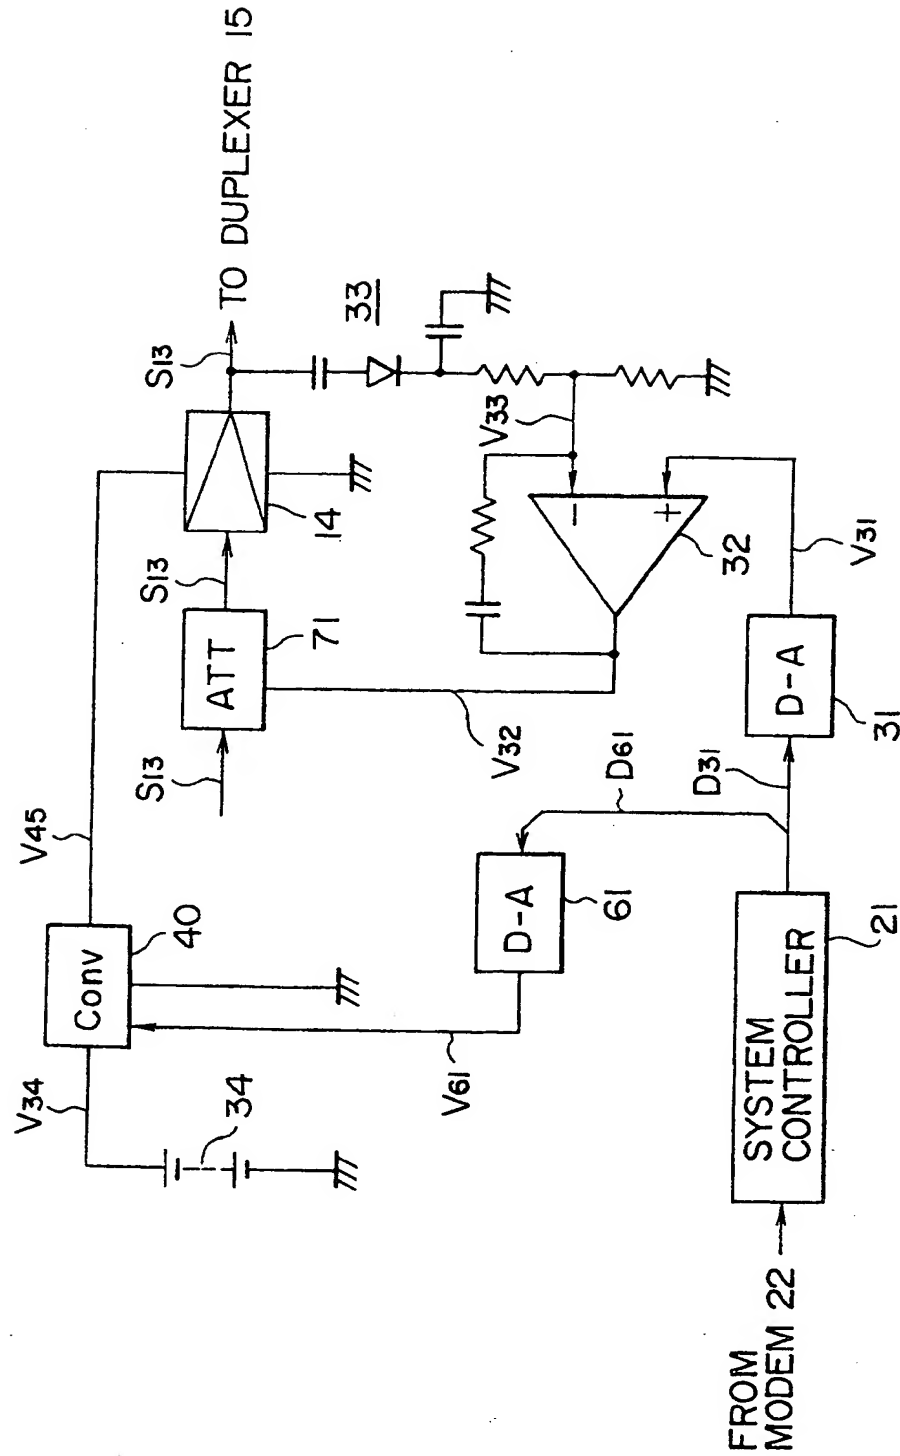 V34
Conv
40
V45
34
S13
ATT
71
S13
14
S13
TO DUPLEXER 15
33
V61
D-A
61
D61
V32
-
+
32
V33
FROM
MODEM 22
SYSTEM
CONTROLLER
21
D31
D-A
31
V31